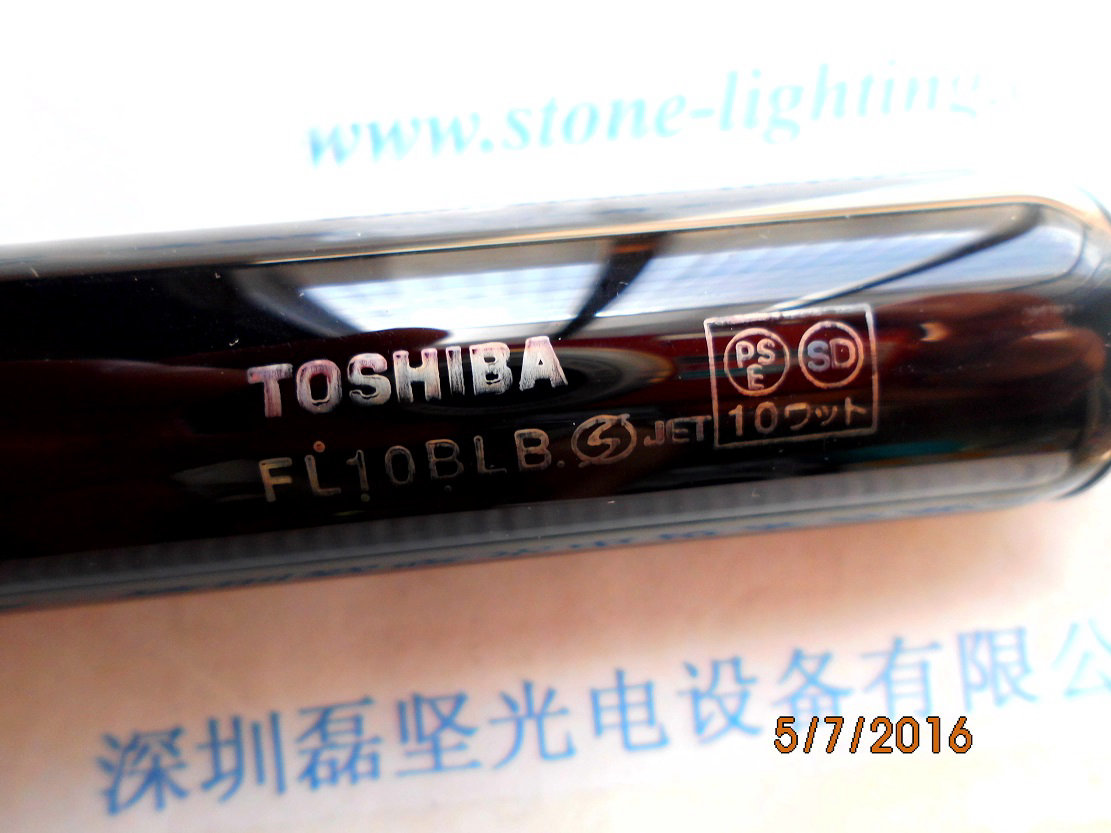 www.stone-lighting.
TOSHIBA
FL10BLB. S JET
PS E SD
10ワット
深圳磊坚光电设备有限公
5/7/2016